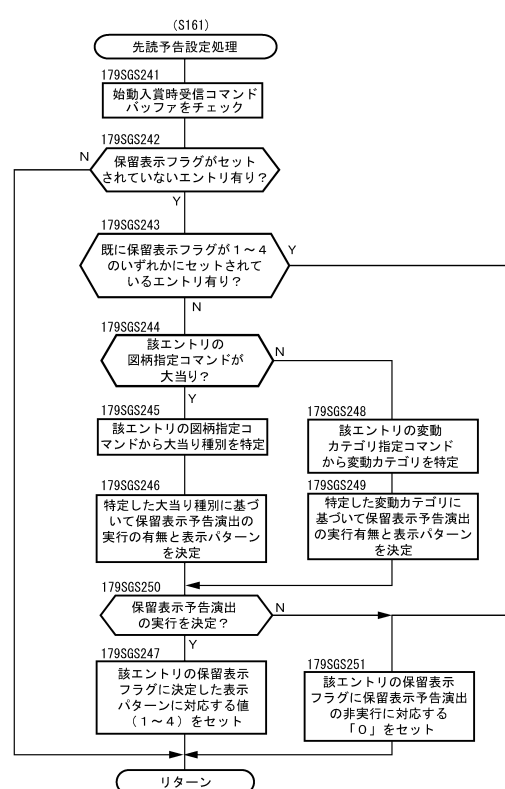 (S161)
先読予告設定処理
179SGS241
始動入賞時受信コマンド
バッファをチェック
179SGS242
N
保留表示フラグがセット
されていないエントリ有り？
Y
179SGS243
既に保留表示フラグが１～４
のいずれかにセットされて
いるエントリ有り？
Y
N
179SGS244
該エントリの
図柄指定コマンドが
大当り？
N
Y
179SGS245
該エントリの図柄指定コ
マンドから大当り種別を特定
179SGS248
該エントリの変動
カテゴリ指定コマンド
から変動カテゴリを特定
179SGS246
特定した大当り種別に基づ
いて保留表示予告演出の
実行の有無と表示パターン
を決定
179SGS249
特定した変動カテゴリに
基づいて保留表示予告演出
の実行有無と表示パターン
を決定
179SGS250
保留表示予告演出
の実行を決定？
N
Y
179SGS247
該エントリの保留表示
フラグに決定した表示
パターンに対応する値
（１～４）をセット
179SGS251
該エントリの保留表示
フラグに保留表示予告演出
の非実行に対応する
「０」をセット
リターン